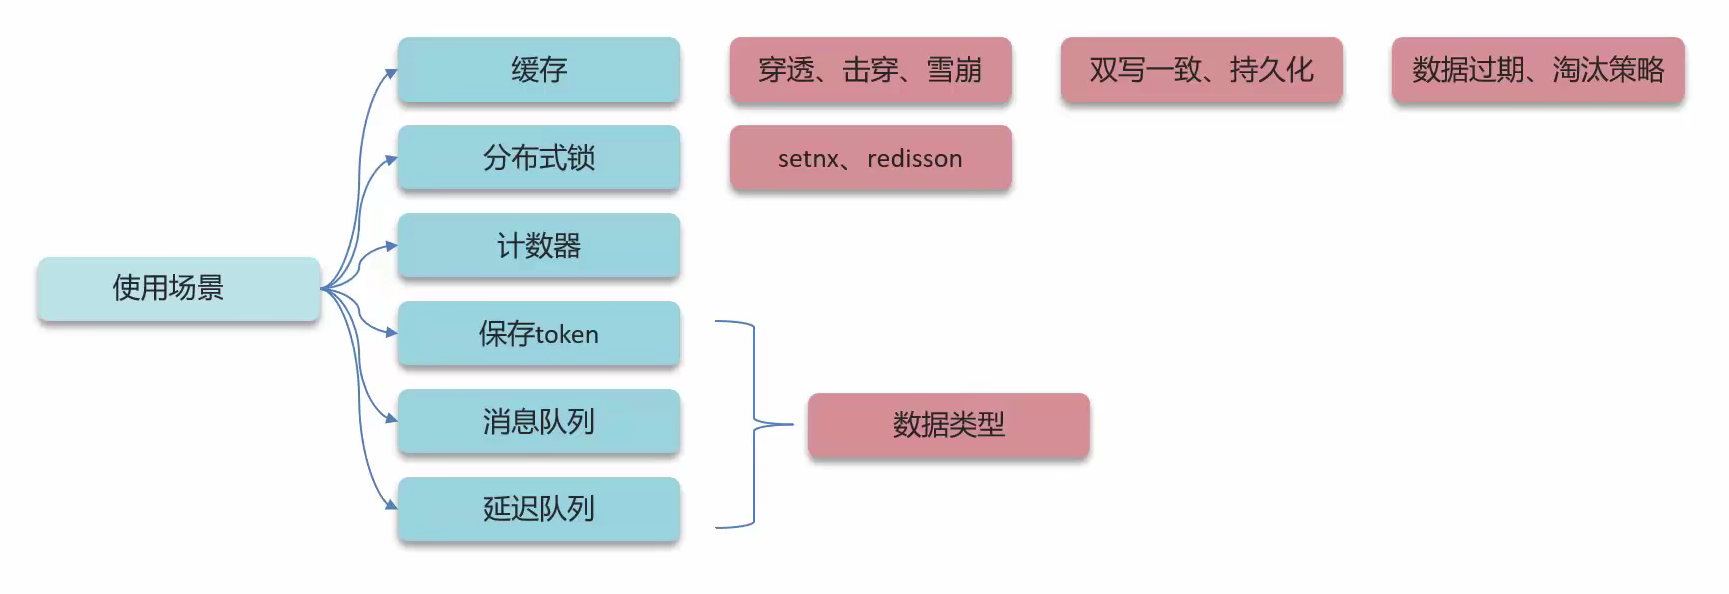 缓存
穿透、击穿、雪崩
双写一致、持久化
数据过期、淘汰策略
分布式锁
setnx、redisson
计数器
使用场景
保存token
消息队列
数据类型
延迟队列